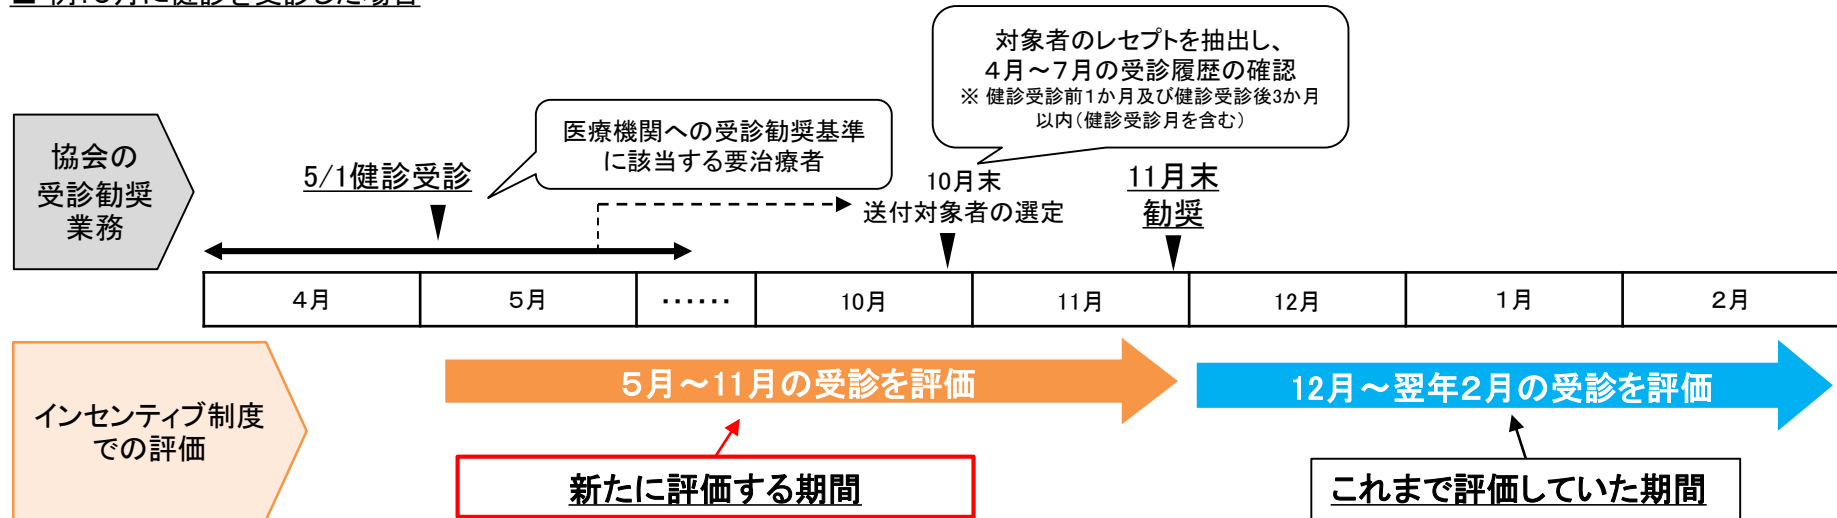 対象者のレセプトを抽出し、
４月～７月の受診履歴の確認
※ 健診受診前１か月及び健診受診後3か月
以内（健診受診月を含む）
医療機関への受診勧奨基準
に該当する要治療者
協会の
受診勧奨
業務
5/1健診受診
10月末
送付対象者の選定
11月末
勧奨
４月
５月
……
10月
11月
12月
１月
２月
インセンティブ制度
での評価
５月～11月の受診を評価
12月～翌年２月の受診を評価
新たに評価する期間
これまで評価していた期間